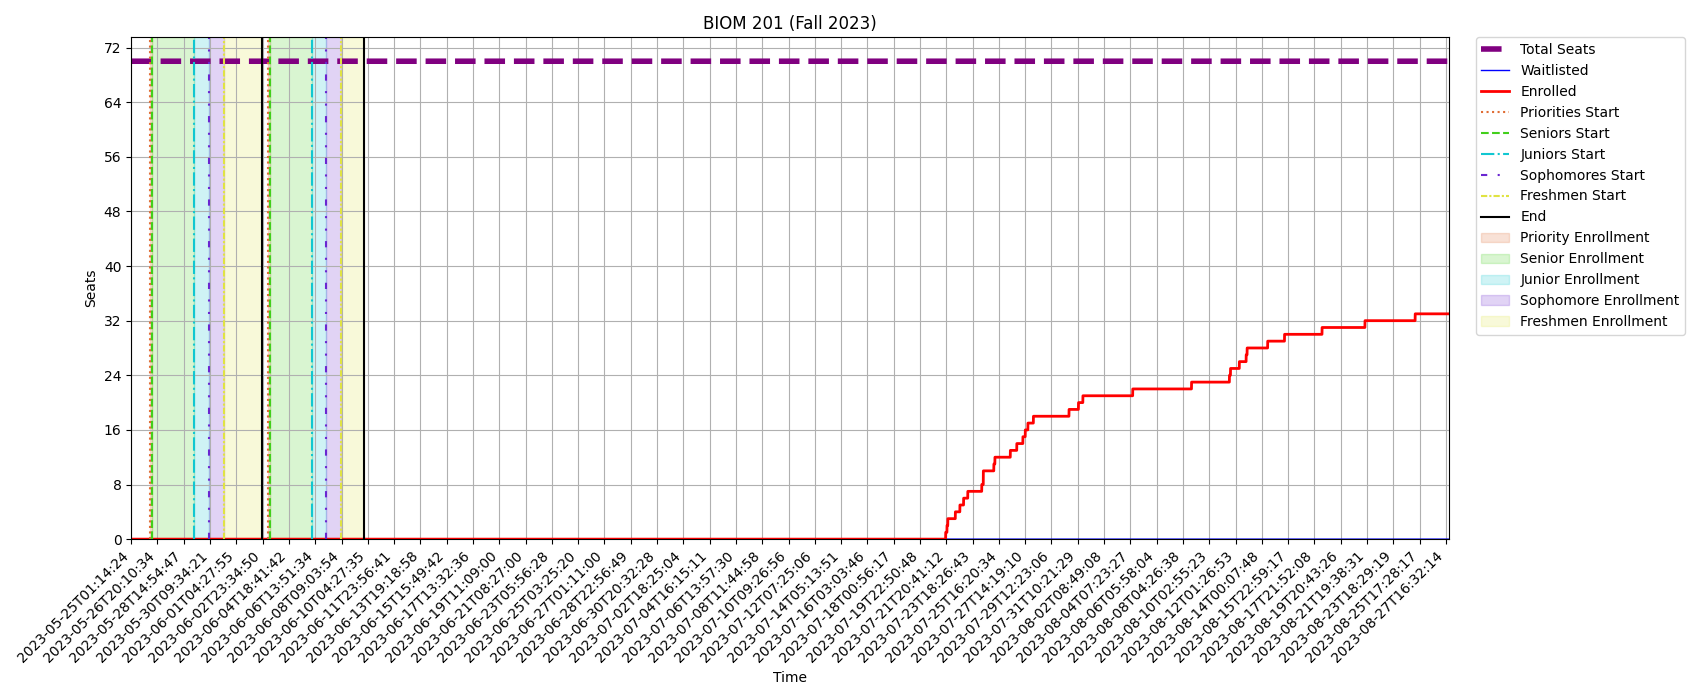 BIOM 201 (Fall 2023)
Seats
72
64
56
48
40
32
24
16
8
0
2023-05-25T01:14:24
2023-05-26T20:10:34
2023-05-28T14:54:47
2023-05-30T09:34:21
2023-06-01T04:27:55
2023-06-02T23:34:50
2023-06-04T18:41:42
2023-06-06T13:51:34
2023-06-08T09:03:54
2023-06-10T04:27:35
2023-06-11T23:56:41
2023-06-13T19:18:58
2023-06-15T15:49:42
2023-06-17T13:32:36
2023-06-19T11:09:00
2023-06-21T08:27:00
2023-06-23T05:56:28
2023-06-25T03:25:20
2023-06-27T01:11:00
2023-06-28T22:56:49
2023-06-30T20:32:28
2023-07-02T18:25:04
2023-07-04T16:15:11
2023-07-06T13:57:30
2023-07-08T11:44:58
2023-07-10T09:26:56
2023-07-12T07:25:06
2023-07-14T05:13:51
2023-07-16T03:03:46
2023-07-18T00:56:17
2023-07-19T22:50:48
2023-07-21T20:41:12
2023-07-23T18:26:43
2023-07-25T16:20:34
2023-07-27T14:19:10
2023-07-29T12:23:06
2023-07-31T10:21:29
2023-08-02T08:49:08
2023-08-04T07:23:27
2023-08-06T05:58:04
2023-08-08T04:26:38
2023-08-10T02:55:23
2023-08-12T01:26:53
2023-08-14T00:07:48
2023-08-15T22:59:17
2023-08-17T21:52:08
2023-08-19T20:43:26
2023-08-21T19:38:31
2023-08-23T18:29:19
2023-08-25T17:28:17
2023-08-27T16:32:14
Time
Total Seats
Waitlisted
Enrolled
Priorities Start
Seniors Start
Juniors Start
Sophomores Start
Freshmen Start
End
Priority Enrollment
Senior Enrollment
Junior Enrollment
Sophomore Enrollment
Freshmen Enrollment